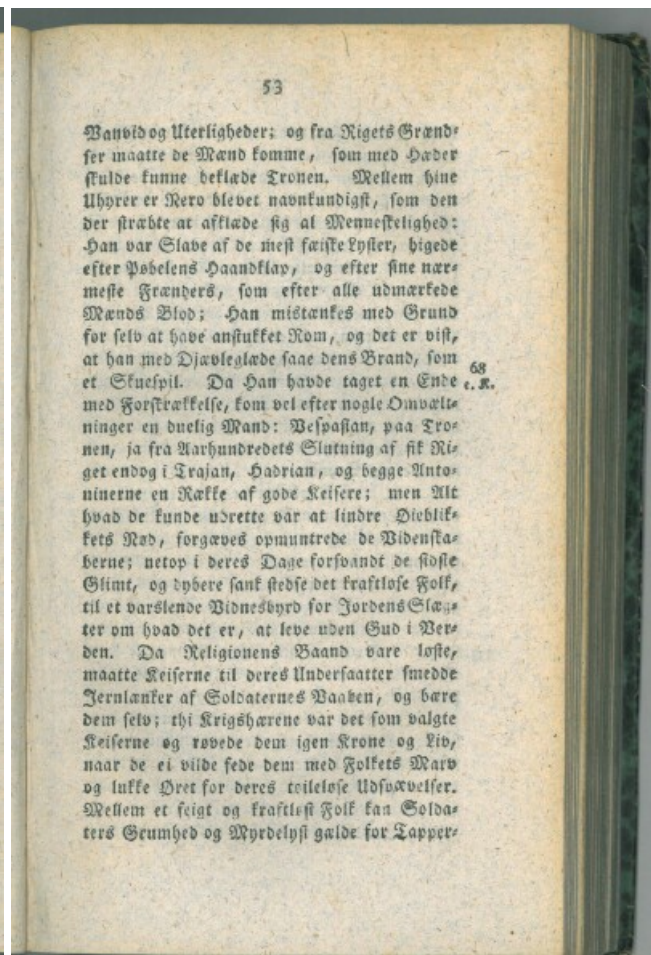 53
Vanvid og Uterligheder; og fra Rigets Grænd-
ser maatte de Mænd komme, som med Hæder
skulde kunne beklæde Tronen. Mellem hine
Uhyrer er Nero blevet navnkundigst, som den
der stræbte at afklæde sig al Menneskelighed:
Han var Slave af de mest fæiske Lyster, higede
efter Pøbelens Haandklap, og efter sine nær-
meste Frænders, som efter alle udmærkede
Mænds Blod; Han mistænkes med Grund
for selv at have anstukket Rom, og det er vist,
at han med Djævleglæde saae dens Brand, som
et Skuespil. Da Han havde taget en Ende
68
e. K.
med Forskrækkelse, kom vel efter nogle Omvælt-
ninger en duelig Mand: Vespasian, paa Tro-
nen, ja fra Aarhundredets Slutning af fik Ri-
get endog i Trajan, Hadrian, og begge Anto-
ninerne en Række af gode Keisere; men Alt
hvad de kunde udrette var at lindre Øieblik-
kets Nød, forgæves opmuntrede de Videnska-
berne; netop i deres Dage forsvandt de sidste
Glimt, og dybere sank stedse det kraftløse Folk,
til et varslende Vidnesbyrd for Jordens Slæg-
ter om hvad det er, at leve uden Gud i Ver-
den. Da Religionens Baand vare løste,
maatte Keiserne til deres Undersaatter smedde
Jernlænker af Soldaternes Vaaben, og bære
dem selv; thi Krigshærene var det som valgte
Keiserne og røvede dem igen Krone og Liv,
naar de ei vilde fede dem med Folkets Marv
og lukke Øret for deres tøileløse Udsvævelser.
Mellem et feigt og kraftløst Folk kan Solda-
ters Grumhed og Myrdelyst gælde for Tapper-